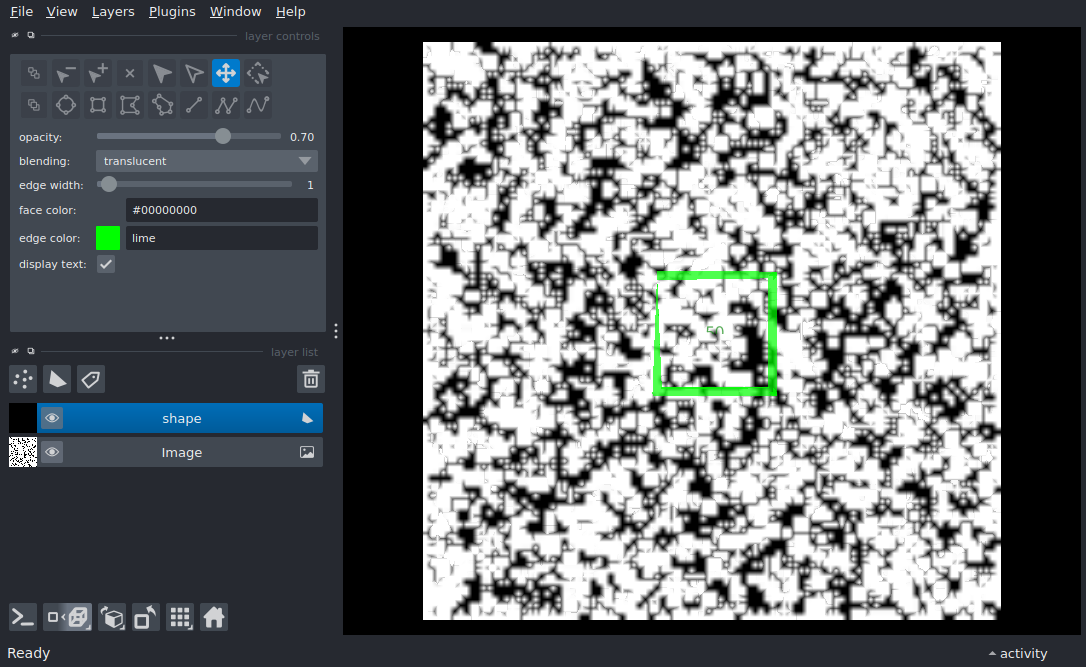 File View Layers Plugins Window Help
layer controls
opacity: 0.70
blending: translucent
edge width: 1
face color: #00000000
edge color: lime
display text:
layer list
shape
Image
50
Ready
activity